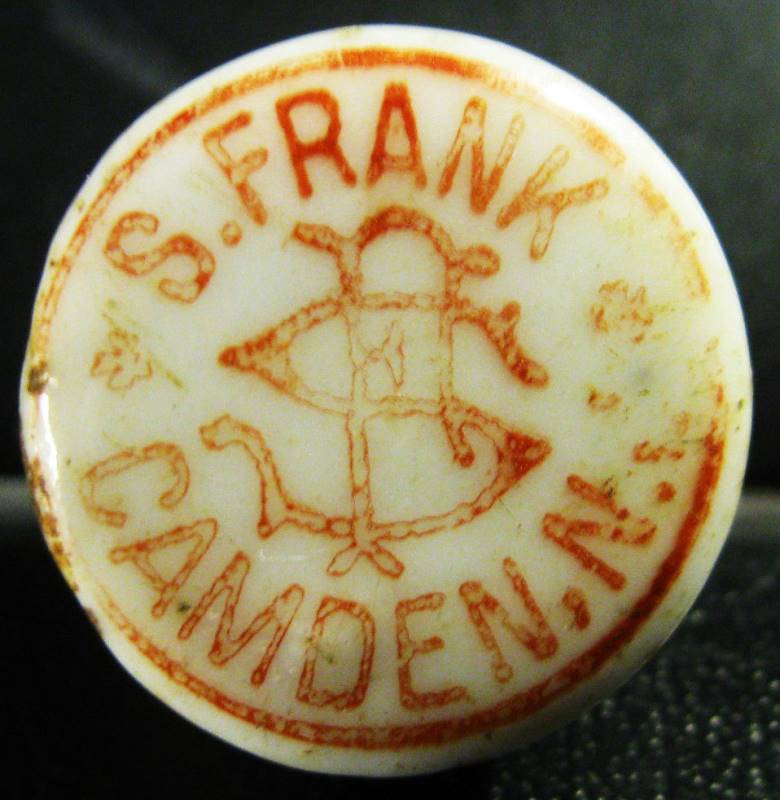 S. FRANK
CAMDEN, N.